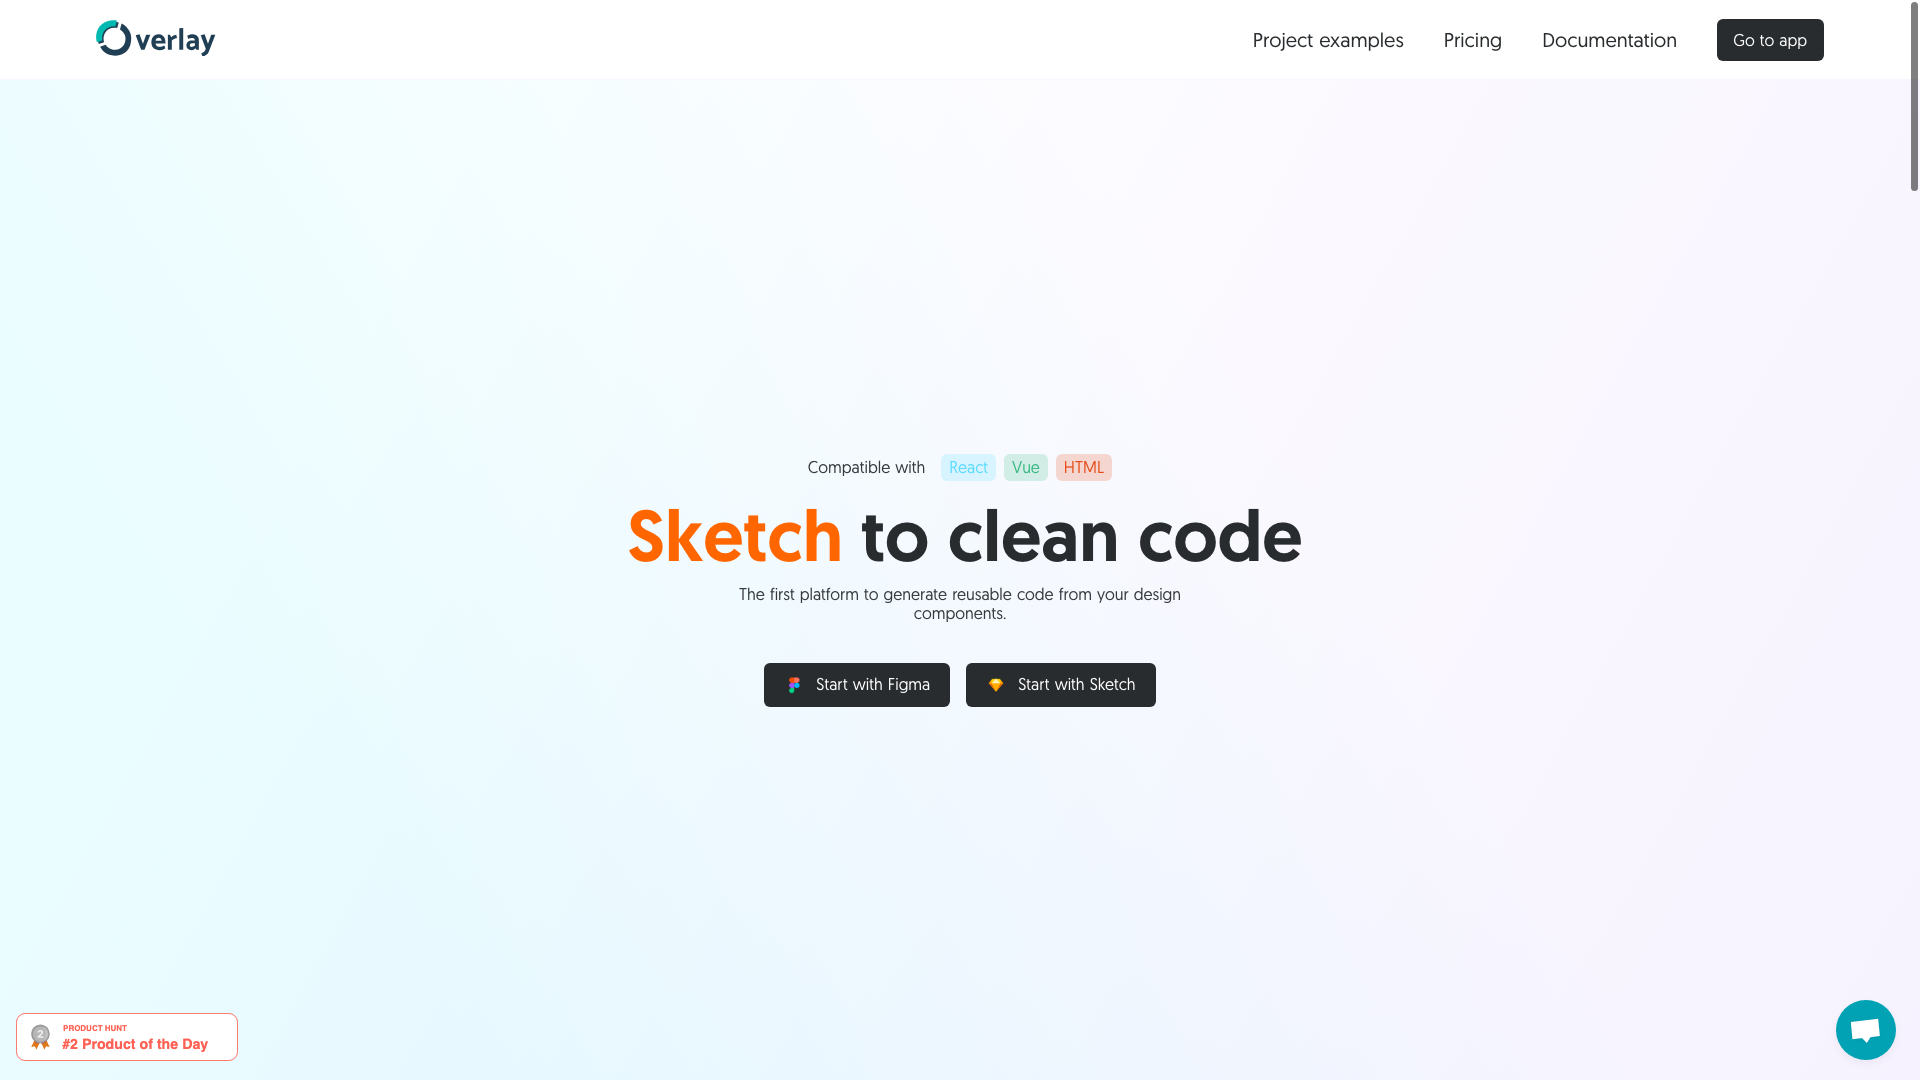 Overlay
Project examples
Pricing
Documentation
Go to app
Compatible with React Vue HTML
Sketch to clean code
The first platform to generate reusable code from your design
components.
Start with Figma
Start with Sketch
2
PRODUCT HUNT
#2 Product of the Day